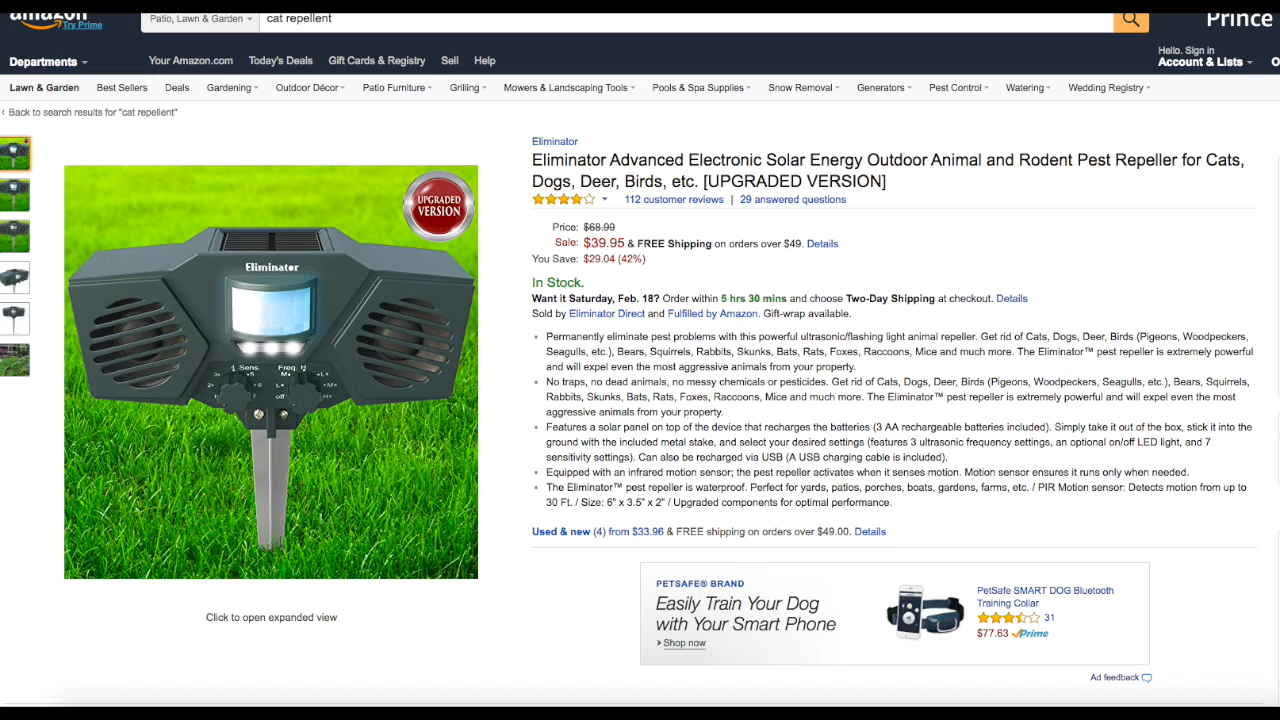 amazon
Try Prime
Patio, Lawn & Garden
cat repellent
Prince
Departments
Your Amazon.com Today's Deals Gift Cards & Registry Sell Help
Hello. Sign in
Account & Lists
Lawn & Garden Best Sellers Deals Gardening Outdoor Décor Patio Furniture Grilling Mowers & Landscaping Tools Pools & Spa Supplies Snow Removal Generators Pest Control Watering Wedding Registry
‹ Back to search results for "cat repellent"
UPGRADED
VERSION
Eliminator
Sens. Freq.
off
Click to open expanded view
Eliminator
Eliminator Advanced Electronic Solar Energy Outdoor Animal and Rodent Pest Repeller for Cats,
Dogs, Deer, Birds, etc. [UPGRADED VERSION]
112 customer reviews | 29 answered questions
Price: $68.99
Sale: $39.95 & FREE Shipping on orders over $49. Details
You Save: $29.04 (42%)
In Stock.
Want it Saturday, Feb. 18? Order within 5 hrs 30 mins and choose Two-Day Shipping at checkout. Details
Sold by Eliminator Direct and Fulfilled by Amazon. Gift-wrap available.
• Permanently eliminate pest problems with this powerful ultrasonic/flashing light animal repeller. Get rid of Cats, Dogs, Deer, Birds (Pigeons, Woodpeckers,
Seagulls, etc.), Bears, Squirrels, Rabbits, Skunks, Bats, Rats, Foxes, Raccoons, Mice and much more. The Eliminator™ pest repeller is extremely powerful
and will expel even the most aggressive animals from your property.
• No traps, no dead animals, no messy chemicals or pesticides. Get rid of Cats, Dogs, Deer, Birds (Pigeons, Woodpeckers, Seagulls, etc.), Bears, Squirrels,
Rabbits, Skunks, Bats, Rats, Foxes, Raccoons, Mice and much more. The Eliminator™ pest repeller is extremely powerful and will expel even the most
aggressive animals from your property.
• Features a solar panel on top of the device that recharges the batteries (3 AA rechargeable batteries included). Simply take it out of the box, stick it into the
ground with the included metal stake, and select your desired settings (features 3 ultrasonic frequency settings, an optional on/off LED light, and 7
sensitivity settings). Can also be recharged via USB (A USB charging cable is included).
• Equipped with an infrared motion sensor; the pest repeller activates when it senses motion. Motion sensor ensures it runs only when needed.
• The Eliminator™ pest repeller is waterproof. Perfect for yards, patios, porches, boats, gardens, farms, etc. / PIR Motion sensor: Detects motion from up to
30 Ft. / Size: 6" x 3.5" x 2" / Upgraded components for optimal performance.
Used & new (4) from $33.96 & FREE shipping on orders over $49.00. Details
PETSAFE® BRAND
Easily Train Your Dog
with Your Smart Phone
› Shop now
PetSafe SMART DOG Bluetooth
Training Collar
31
$77.63 Prime
Ad feedback